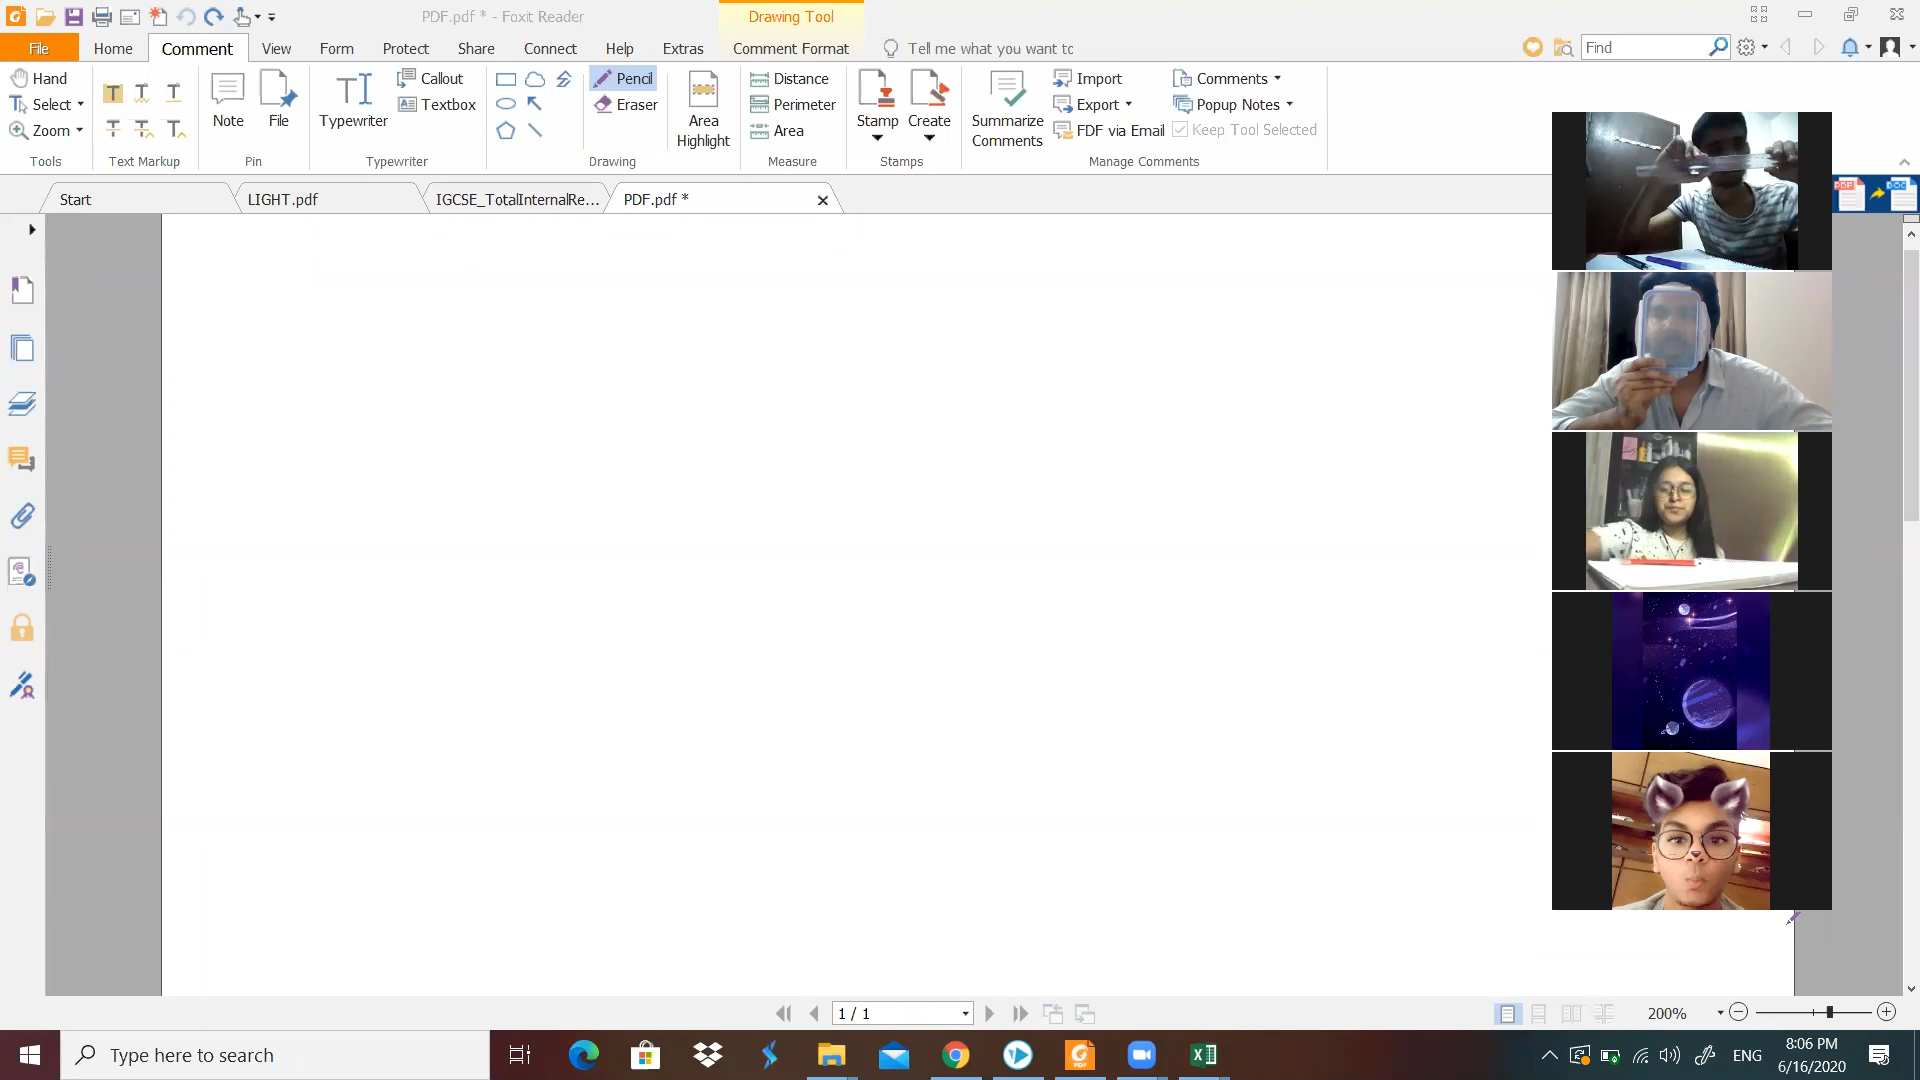 PDF.pdf * - Foxit Reader
Drawing Tool
File
Home
Comment
View
Form
Protect
Share
Connect
Help
Extras
Comment Format
Tell me what you want to
Find
Hand
Select
Zoom
Tools
Text Markup
Note
File
Pin
Typewriter
Callout
Textbox
Typewriter
Pencil
Eraser
Drawing
Area
Highlight
Distance
Perimeter
Area
Measure
Stamp
Create
Stamps
Summarize
Comments
Import
Export
FDF via Email
Comments
Popup Notes
Keep Tool Selected
Manage Comments
PDF
DOC
Start
LIGHT.pdf
IGCSE_TotalInternalRe...
PDF.pdf *
1 / 1
200%
Type here to search
ENG
8:06 PM
6/16/2020